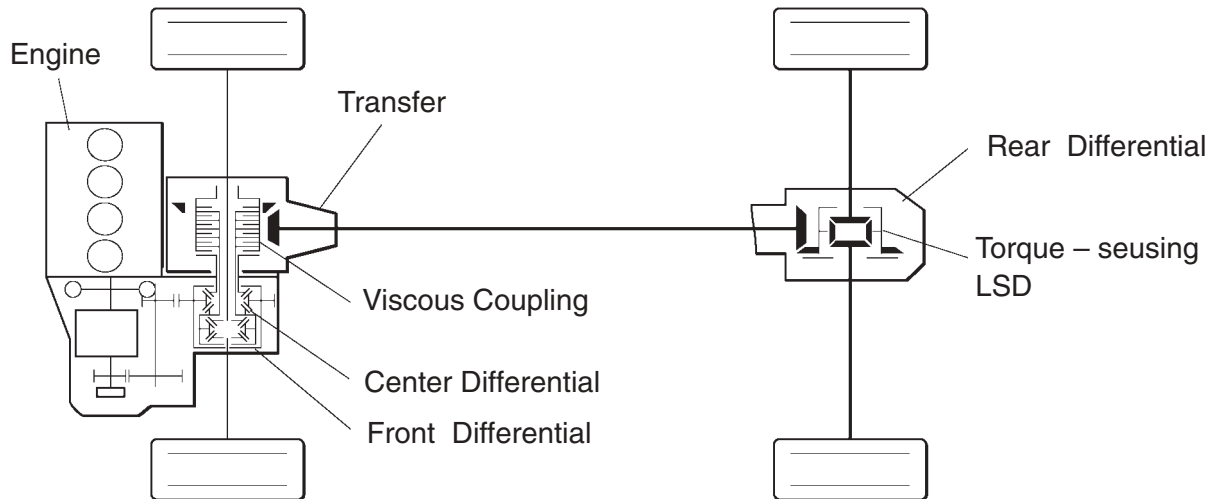 Engine
Transfer
Rear Differential
Torque – seusing
LSD
Viscous Coupling
Center Differential
Front Differential